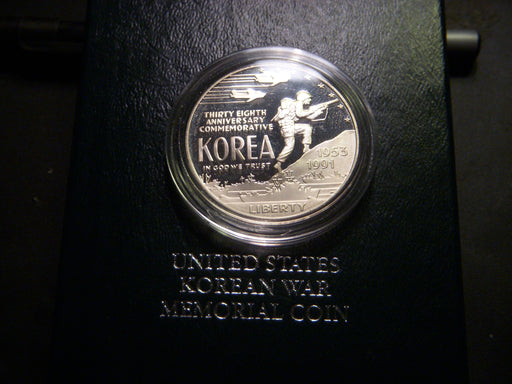 THIRTY EIGHTH
ANNIVERSARY
COMMEMORATIVE
KOREA
IN GOD WE TRUST
1953
1991
LIBERTY
UNITED STATES
KOREAN WAR
MEMORIAL COIN